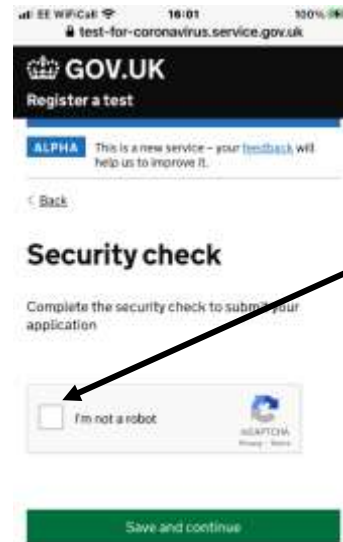 EE WiFiCall 16:01 100%
test-for-coronavirus.service.gov.uk
GOV.UK
Register a test
ALPHA This is a new service – your feedback will
help us to improve it.
< Back
Security check
Complete the security check to submit your
application
I'm not a robot
reCAPTCHA
Privacy - Terms
Save and continue